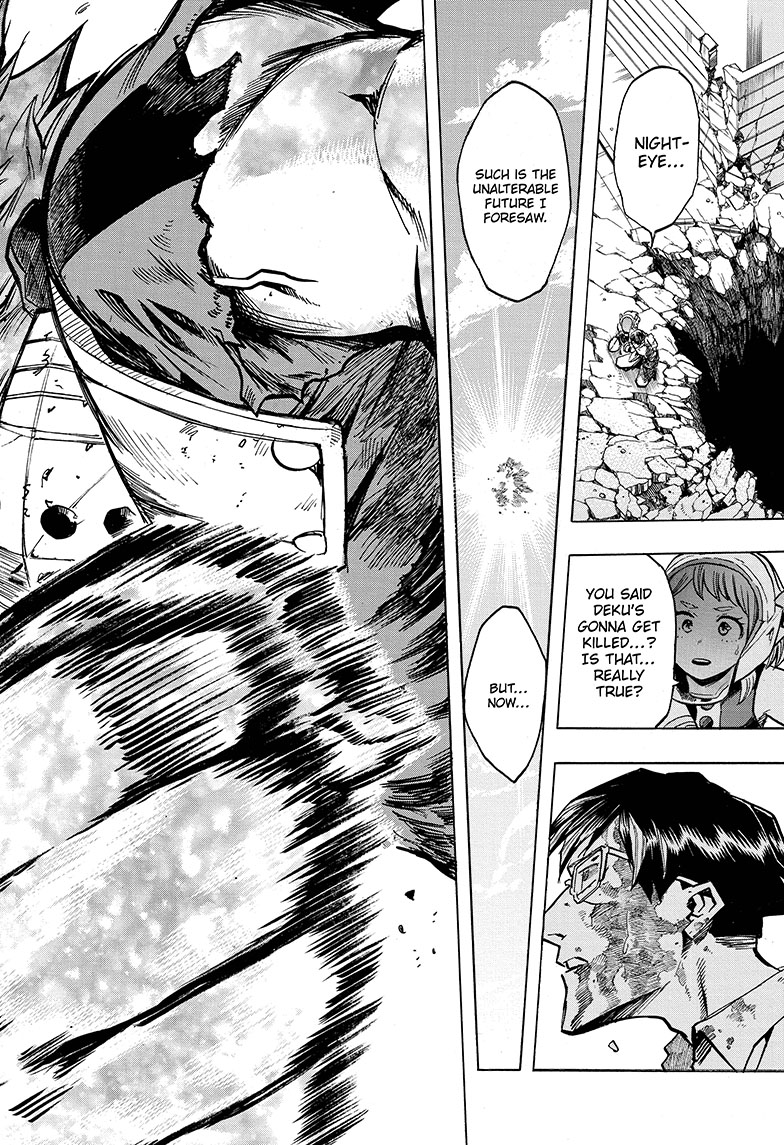 NIGHT-
EYE...
YOU SAID
DEKU'S
GONNA GET
KILLED...?
IS THAT...
REALLY
TRUE?
SUCH IS THE
UNALTERABLE
FUTURE I
FORESAW.
BUT...
NOW...